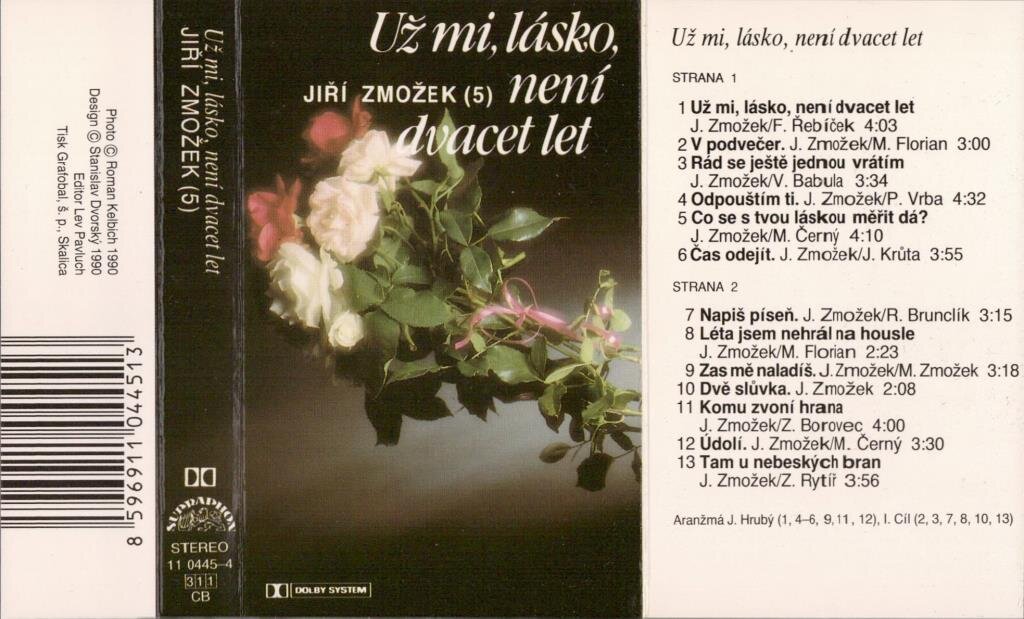 Photo © Roman Kelbich 1990
Design © Stanislav Dvorský 1990
Editor Lev Pavluch
Tisk Grafobal, š. p., Skalica
8 596911 044513
Už mi, lásko, není dvacet let
JIŘÍ ZMOŽEK (5)
SUPRAPHON
STEREO
11 0445-4
311
CB
Už mi, lásko,
JIŘÍ ZMOŽEK (5) není
dvacet let
DOLBY SYSTEM
Už mi, lásko, není dvacet let
STRANA 1
1 Už mi, lásko, není dvacet let
J. Zmožek/F. Řebíček 4:03
2 V podvečer. J. Zmožek/M. Florian 3:00
3 Rád se ještě jednou vrátím
J. Zmožek/V. Babula 3:34
4 Odpouštím ti. J. Zmožek/P. Vrba 4:32
5 Co se s tvou láskou měřit dá?
J. Zmožek/M. Černý 4:10
6 Čas odejít. J. Zmožek/J. Krůta 3:55
STRANA 2
7 Napiš píseň. J. Zmožek/R. Brunclík 3:15
8 Léta jsem nehrál na housle
J. Zmožek/M. Florian 2:23
9 Zas mě naladíš. J. Zmožek/M. Zmožek 3:18
10 Dvě slůvka. J. Zmožek 2:08
11 Komu zvoní hrana
J. Zmožek/Z. Borovec 4:00
12 Údolí. J. Zmožek/M. Černý 3:30
13 Tam u nebeských bran
J. Zmožek/Z. Rytíř 3:56
Aranžmá J. Hrubý (1, 4–6, 9, 11, 12), I. Cíl (2, 3, 7, 8, 10, 13)